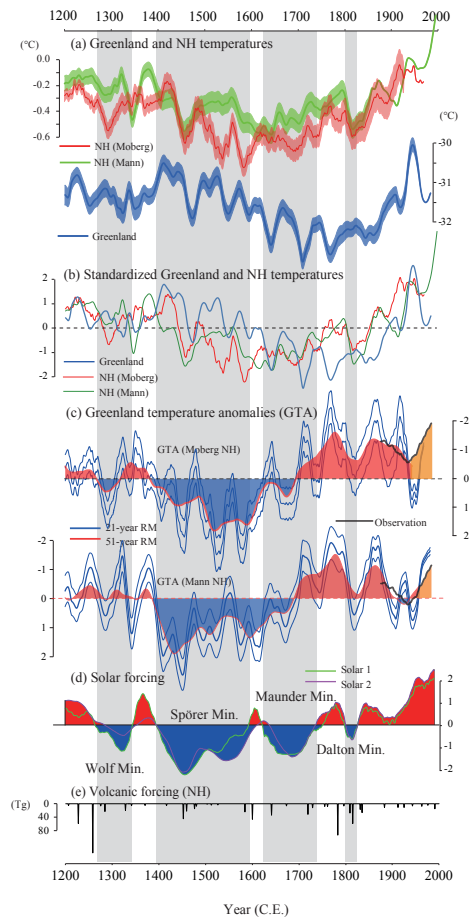 1200 1300 1400 1500 1600 1700 1800 1900 2000
(℃)
(a) Greenland and NH temperatures
0.0
-0.2
-0.4
-0.6
(℃)
-30
-31
-32
NH (Moberg)
NH (Mann)
Greenland
(b) Standardized Greenland and NH temperatures
2
1
0
-1
-2
Greenland
NH (Moberg)
NH (Mann)
(c) Greenland temperature anomalies (GTA)
GTA (Moberg NH)
-2
-1
0
1
2
21-year RM
51-year RM
Observation
-2
-1
0
1
2
GTA (Mann NH)
(d) Solar forcing
Solar 1
Solar 2
Maunder Min.
Spörer Min.
Wolf Min.
Dalton Min.
2
1
0
-1
-2
(e) Volcanic forcing (NH)
(Tg)
0
40
80
1200 1300 1400 1500 1600 1700 1800 1900 2000
Year (C.E.)